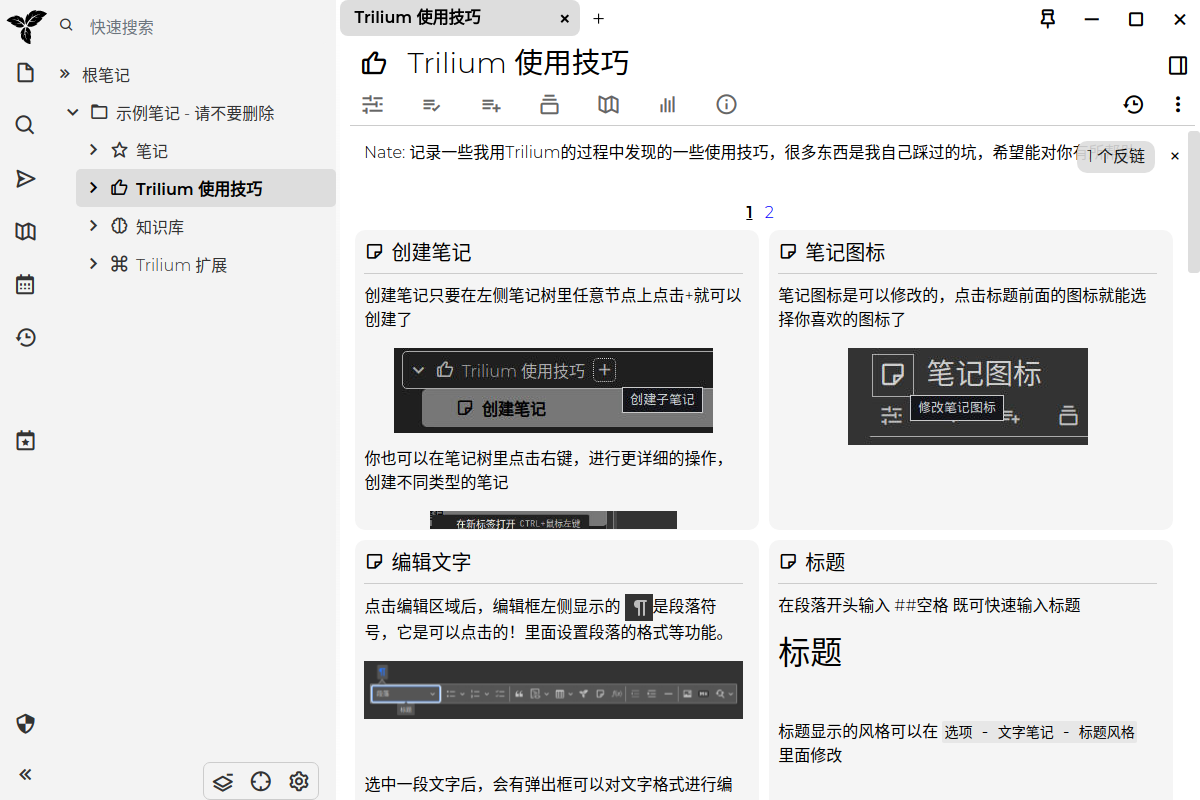 快速搜索
根笔记
示例笔记 - 请不要删除
笔记
Trilium 使用技巧
知识库
Trilium 扩展
Trilium 使用技巧
Trilium 使用技巧
Nate: 记录一些我用Trilium的过程中发现的一些使用技巧，很多东西是我自己踩过的坑，希望能对你有
1 个反链
1 2
创建笔记
创建笔记只要在左侧笔记树里任意节点上点击+就可以
创建了
Trilium 使用技巧
创建子笔记
创建笔记
你也可以在笔记树里点击右键，进行更详细的操作，
创建不同类型的笔记
在新标签打开 CTRL+鼠标左键
笔记图标
笔记图标是可以修改的，点击标题前面的图标就能选
择你喜欢的图标了
笔记图标
修改笔记图标
编辑文字
点击编辑区域后，编辑框左侧显示的 是段落符
号，它是可以点击的！里面设置段落的格式等功能。
段落
标题
选中一段文字后，会有弹出框可以对文字格式进行编
标题
在段落开头输入 ##空格 既可快速输入标题
标题
标题显示的风格可以在 选项 - 文字笔记 - 标题风格
里面修改